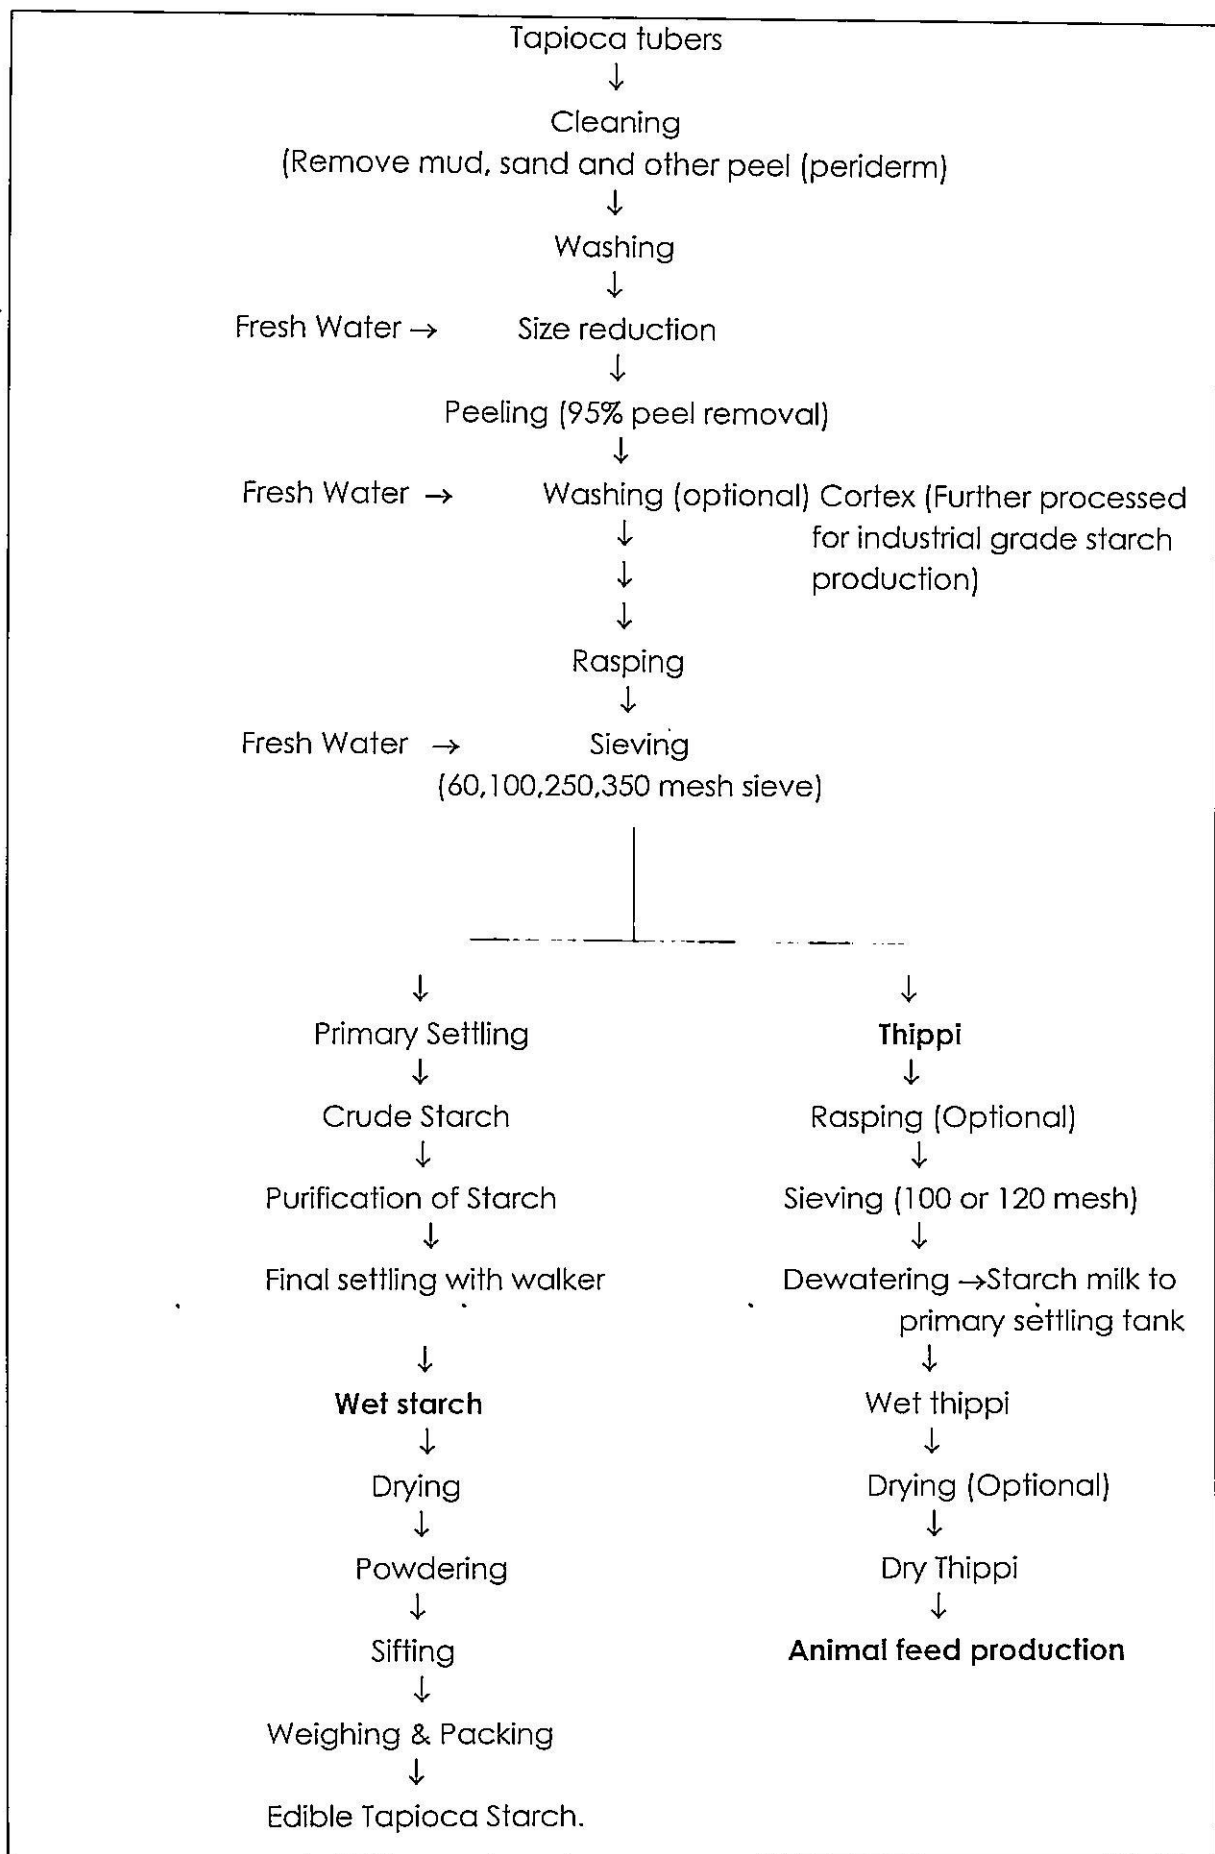 Tapioca tubers
↓
Cleaning
(Remove mud, sand and other peel (periderm)
↓
Washing
↓
Fresh Water → Size reduction
↓
Peeling (95% peel removal)
↓
Fresh Water → Washing (optional) Cortex (Further processed
↓ for industrial grade starch
↓ production)
↓
Rasping
↓
Fresh Water → Sieving
(60,100,250,350 mesh sieve)
↓ ↓
Primary Settling Thippi
↓ ↓
Crude Starch Rasping (Optional)
↓ ↓
Purification of Starch Sieving (100 or 120 mesh)
↓ ↓
Final settling with walker Dewatering →Starch milk to
primary settling tank
↓ ↓
Wet starch Wet thippi
↓ ↓
Drying Drying (Optional)
↓ ↓
Powdering Dry Thippi
↓ ↓
Sifting Animal feed production
↓
Weighing & Packing
↓
Edible Tapioca Starch.